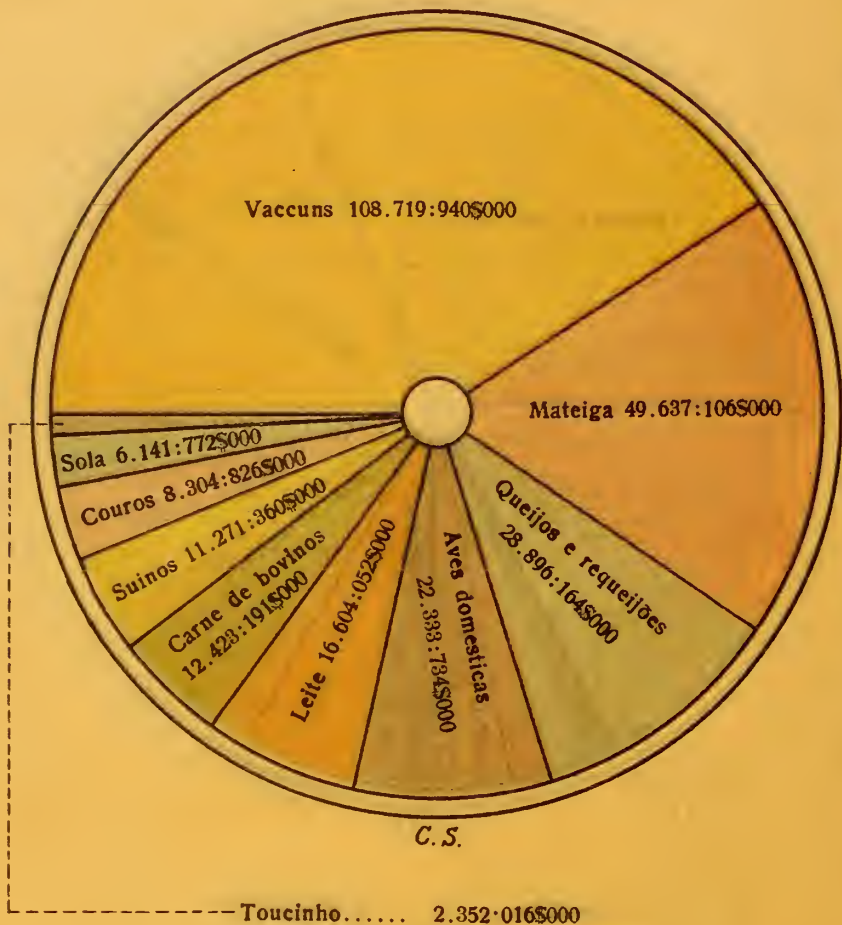 Vaccuns 108.719:940$000
Mateiga 49.637:106$000
Queijos e requeijões
28.896:164$000
Aves domesticas
22.333:734$000
Leite 16.604:052$000
Carne de bovinos
12.423:191$000
Suinos 11.271:360$000
Couros 8.304:826$000
Sola 6.141:772$000
C.S.
Toucinho...... 2.352·016$000